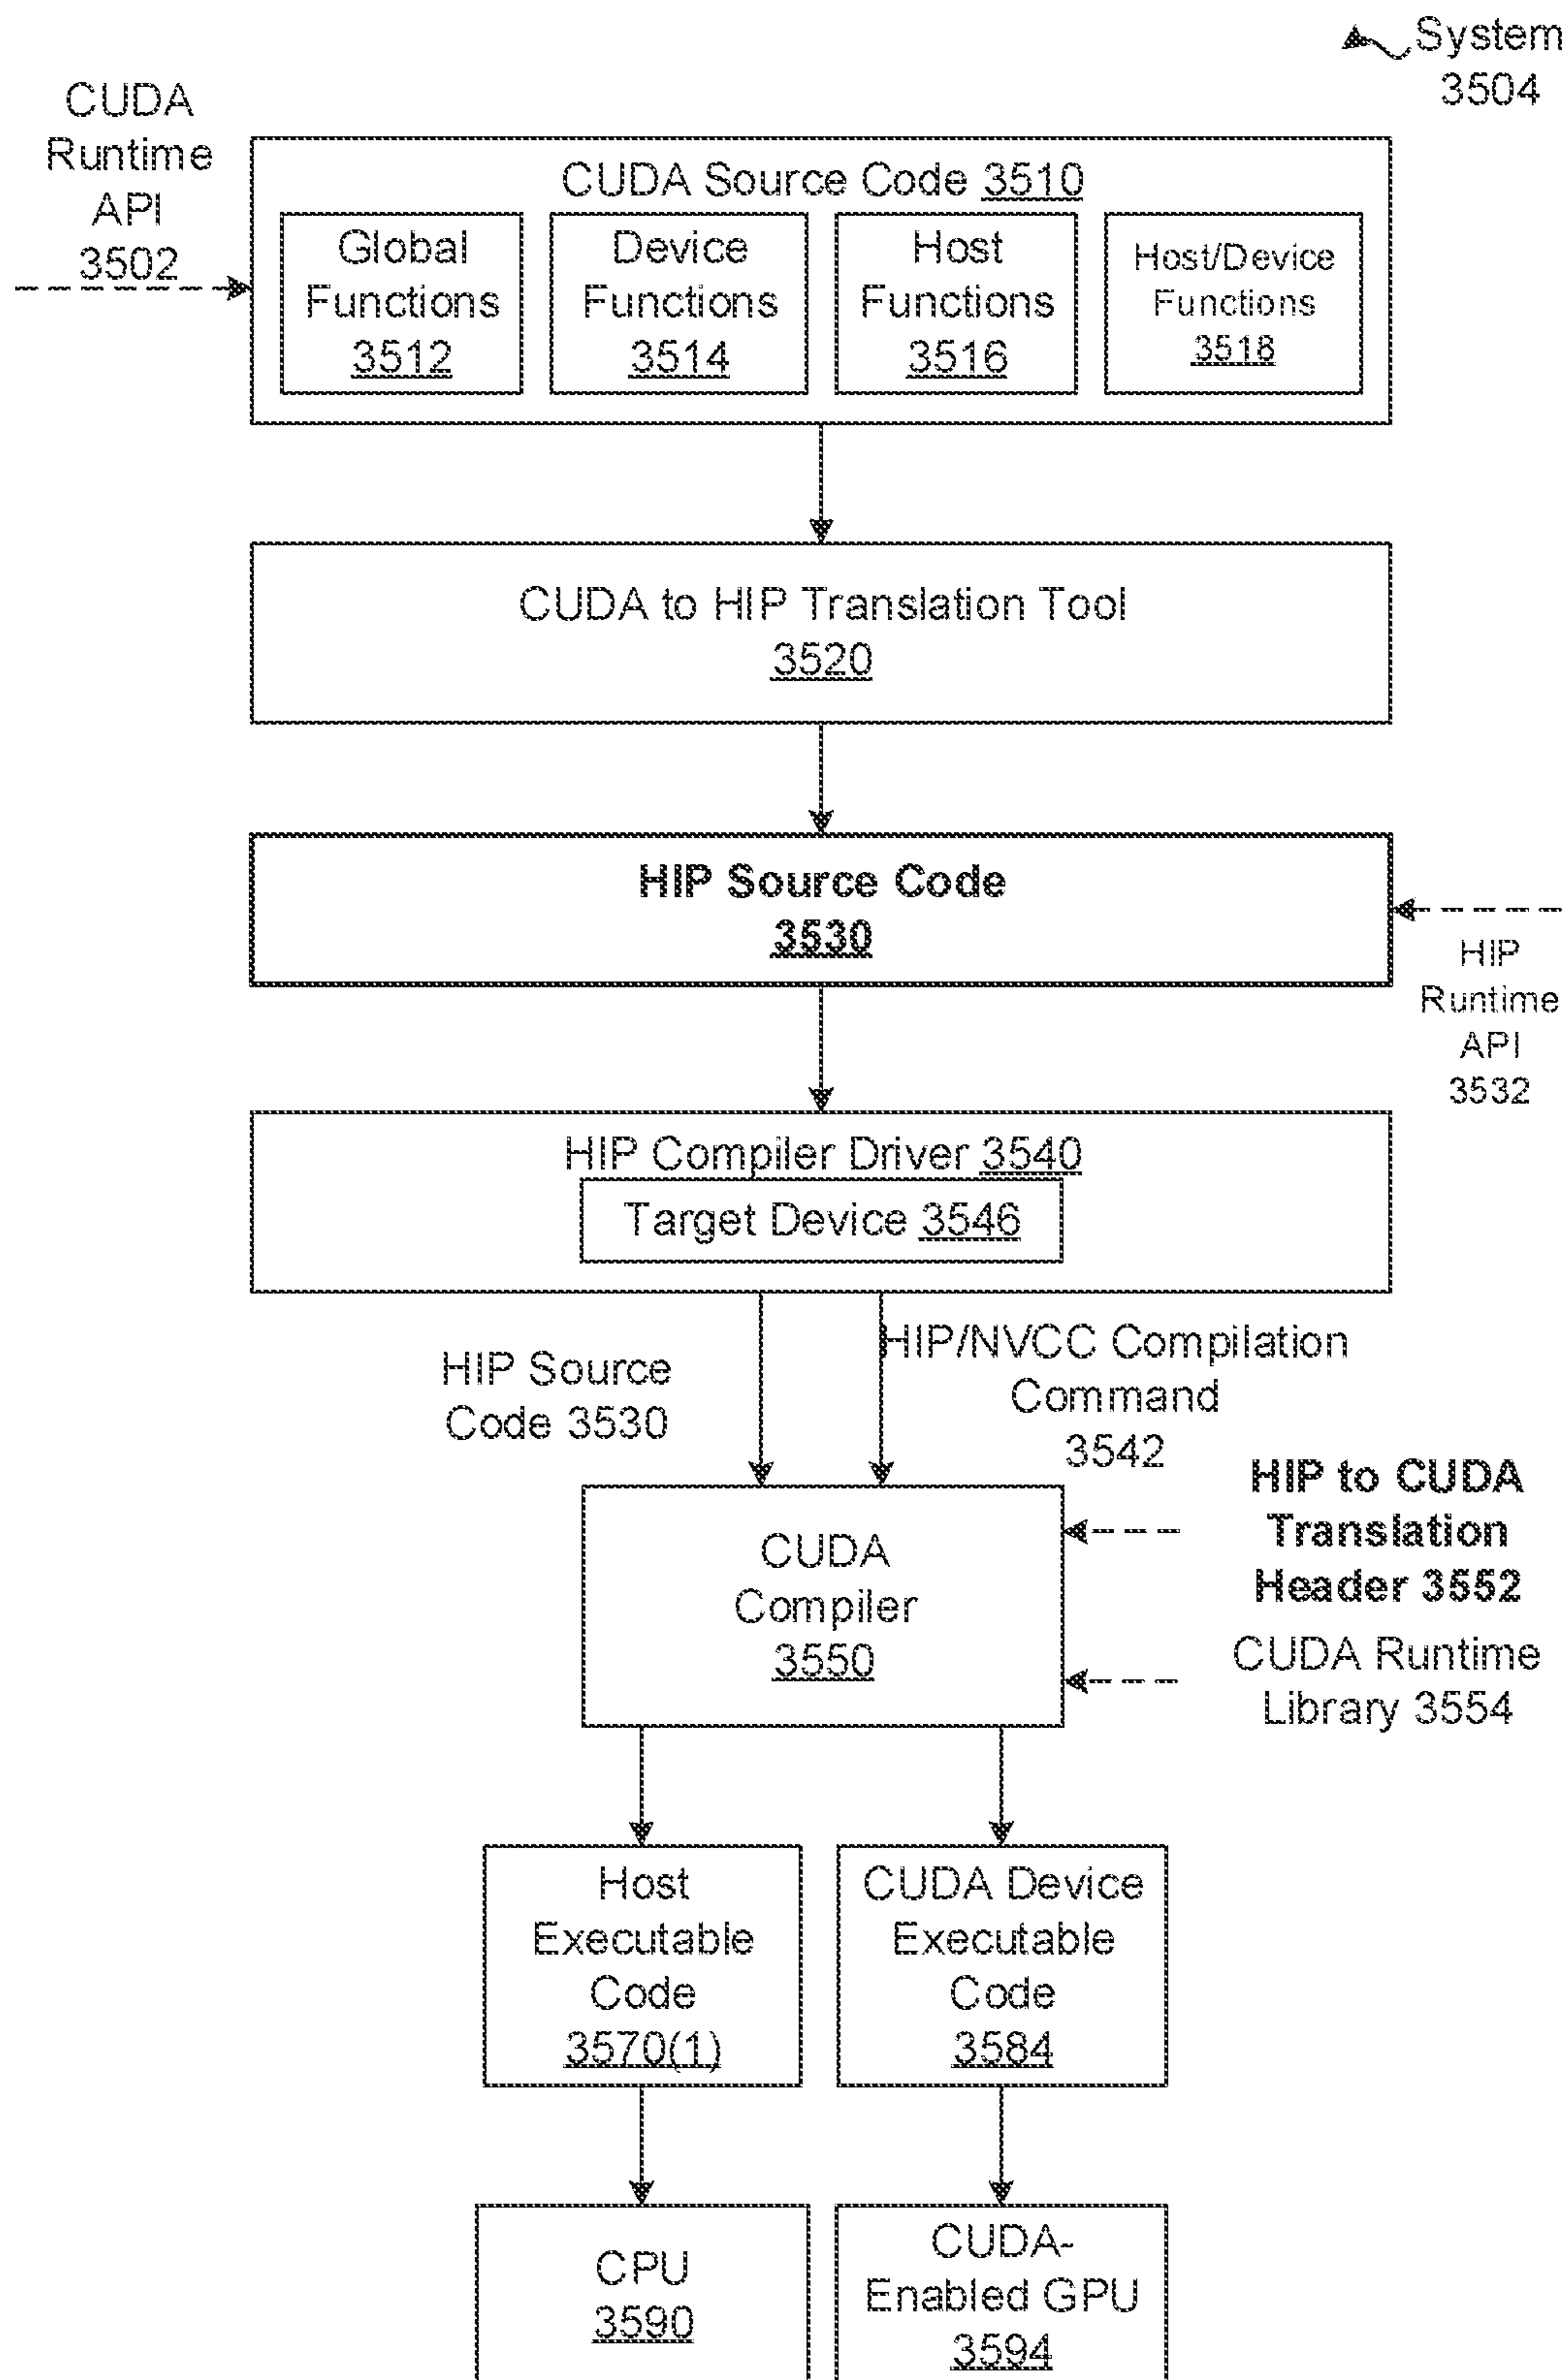 System
3504
CUDA
Runtime
API
3502
CUDA Source Code 3510
Global
Functions
3512
Device
Functions
3514
Host
Functions
3516
Host/Device
Functions
3518
CUDA to HIP Translation Tool
3520
HIP Source Code
3530
HIP
Runtime
API
3532
HIP Compiler Driver 3540
Target Device 3546
HIP Source
Code 3530
HIP/NVCC Compilation
Command
3542
HIP to CUDA
Translation
Header 3552
CUDA
Compiler
3550
CUDA Runtime
Library 3554
Host
Executable
Code
3570(1)
CUDA Device
Executable
Code
3584
CPU
3590
CUDA-
Enabled GPU
3594